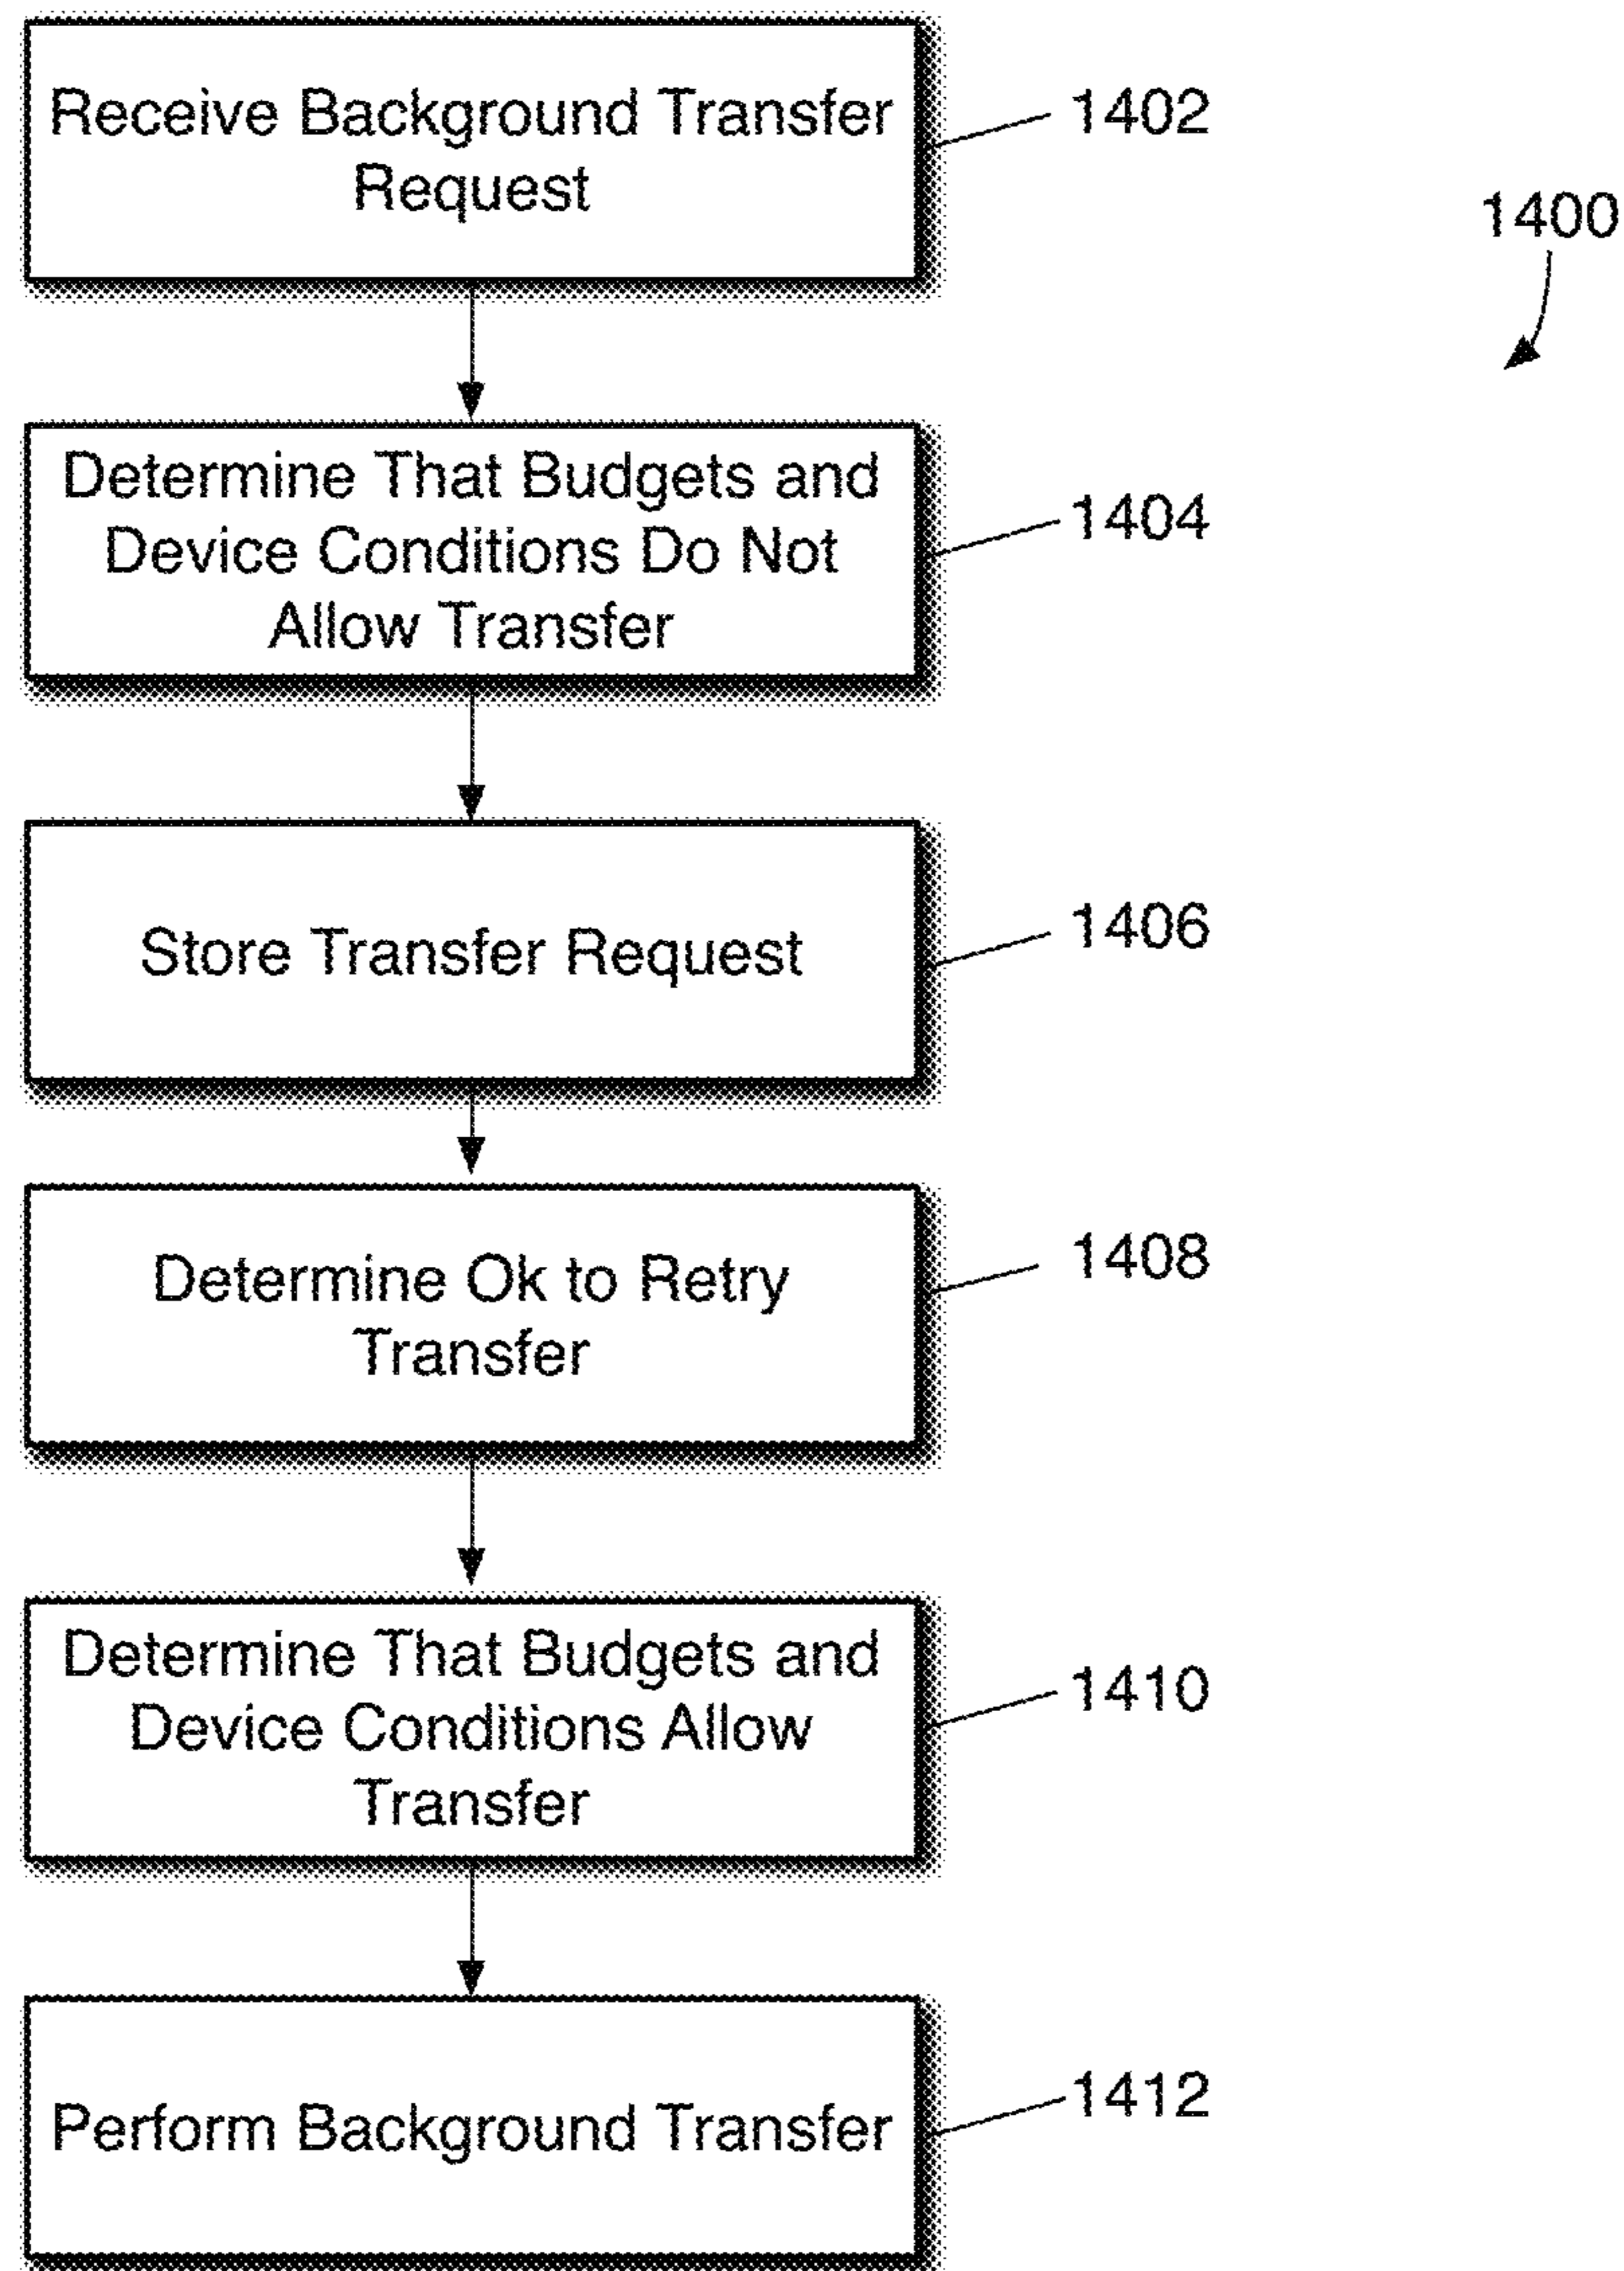 Receive Background Transfer
Request
1402
1400
Determine That Budgets and
Device Conditions Do Not
Allow Transfer
1404
Store Transfer Request
1406
Determine Ok to Retry
Transfer
1408
Determine That Budgets and
Device Conditions Allow
Transfer
1410
Perform Background Transfer
1412